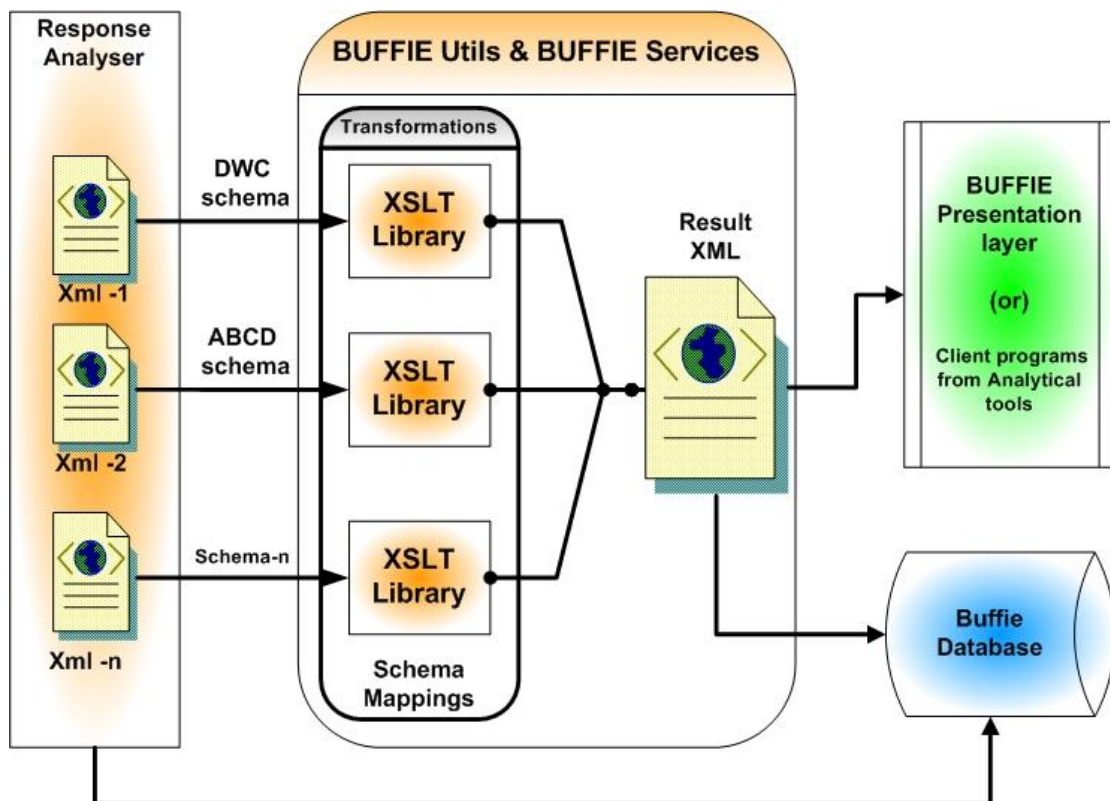 Response
Analyser
Xml -1
Xml -2
Xml -n
DWC
schema
ABCD
schema
Schema-n
BUFFIE Utils & BUFFIE Services
Transformations
XSLT
Library
XSLT
Library
XSLT
Library
Schema
Mappings
Result
XML
BUFFIE
Presentation
layer
(or)
Client programs
from Analytical
tools
Buffie
Database